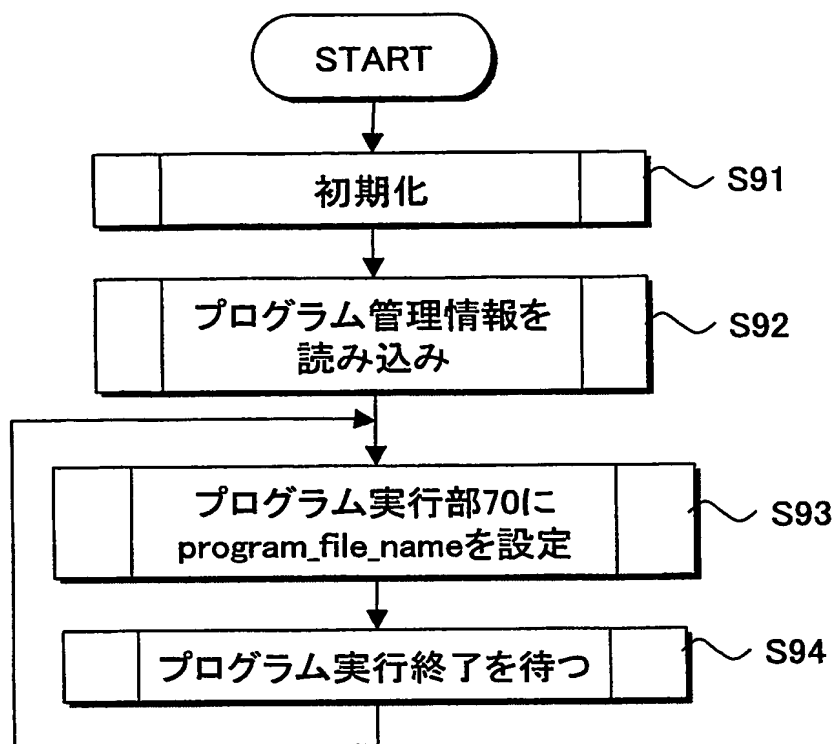 START
初期化
S91
プログラム管理情報を
読み込み
S92
プログラム実行部70に
program_file_nameを設定
S93
プログラム実行終了を待つ
S94